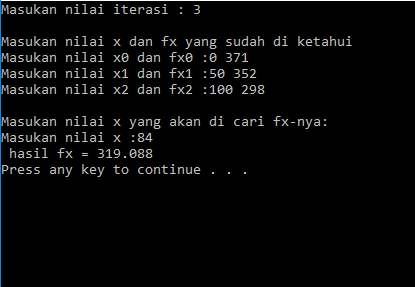 Masukan nilai iterasi : 3
Masukan nilai x dan fx yang sudah di ketahui
Masukan nilai x0 dan fx0 :0 371
Masukan nilai x1 dan fx1 :50 352
Masukan nilai x2 dan fx2 :100 298
Masukan nilai x yang akan di cari fx-nya:
Masukan nilai x :84
hasil fx = 319.088
Press any key to continue . . .